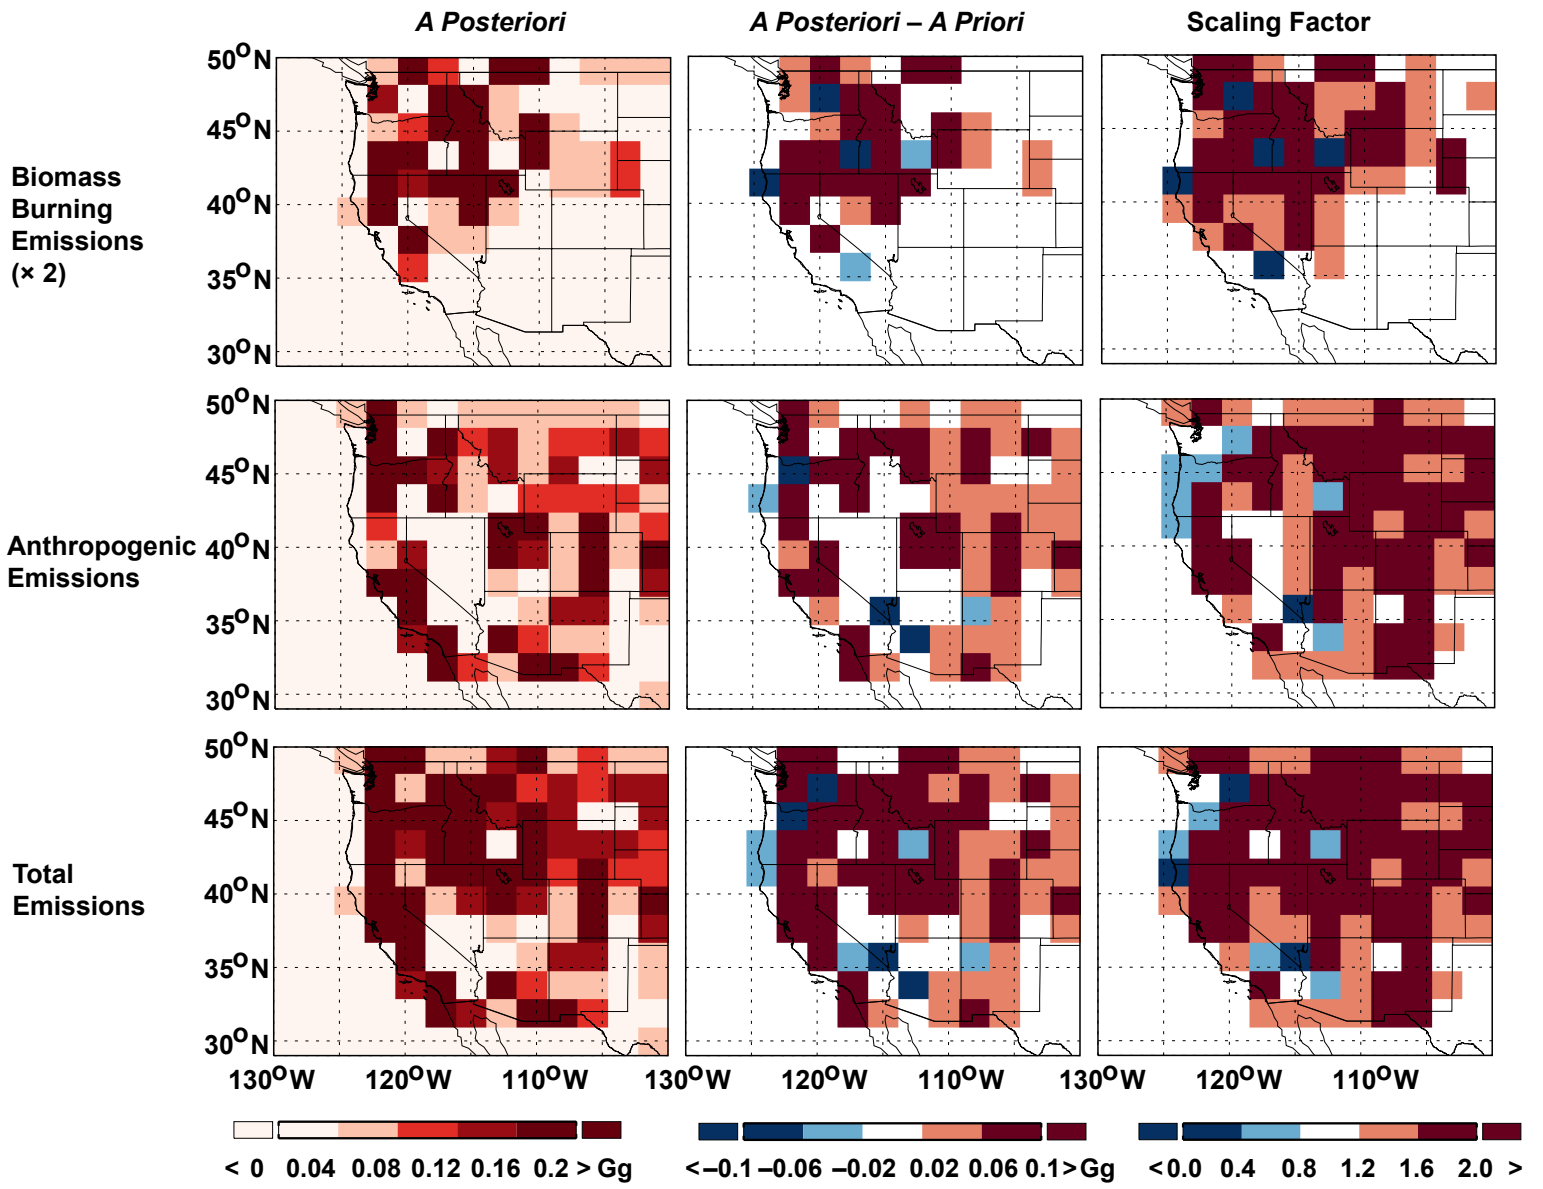 A Posteriori A Posteriori – A Priori Scaling Factor
50°N
45°N
40°N
35°N
30°N
Biomass
Burning
Emissions
(× 2)
50°N
45°N
40°N
35°N
30°N
Anthropogenic
Emissions
50°N
45°N
40°N
35°N
30°N
Total
Emissions
130°W 120°W 110°W 130°W 120°W 110°W 130°W 120°W 110°W
< 0 0.04 0.08 0.12 0.16 0.2 > Gg
< –0.1 –0.06 –0.02 0.02 0.06 0.1 > Gg
< 0.0 0.4 0.8 1.2 1.6 2.0 >